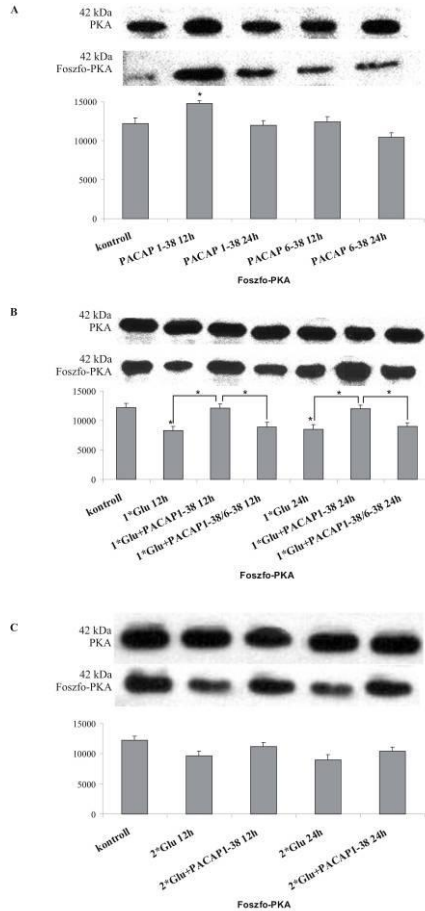 A
42 kDa
PKA
42 kDa
Foszfo-PKA
15000
10000
5000
0
*
kontroll
PACAP 1-38 12h
PACAP 1-38 24h
PACAP 6-38 12h
PACAP 6-38 24h
Foszfo-PKA
B
42 kDa
PKA
42 kDa
Foszfo-PKA
15000
10000
5000
0
* * * * * *
kontroll
1*Glu 12h
1*Glu+PACAP1-38 12h
1*Glu+PACAP1-38/6-38 12h
1*Glu 24h
1*Glu+PACAP1-38 24h
1*Glu+PACAP1-38/6-38 24h
Foszfo-PKA
C
42 kDa
PKA
42 kDa
Foszfo-PKA
15000
10000
5000
0
kontroll
2*Glu 12h
2*Glu+PACAP1-38 12h
2*Glu 24h
2*Glu+PACAP1-38 24h
Foszfo-PKA